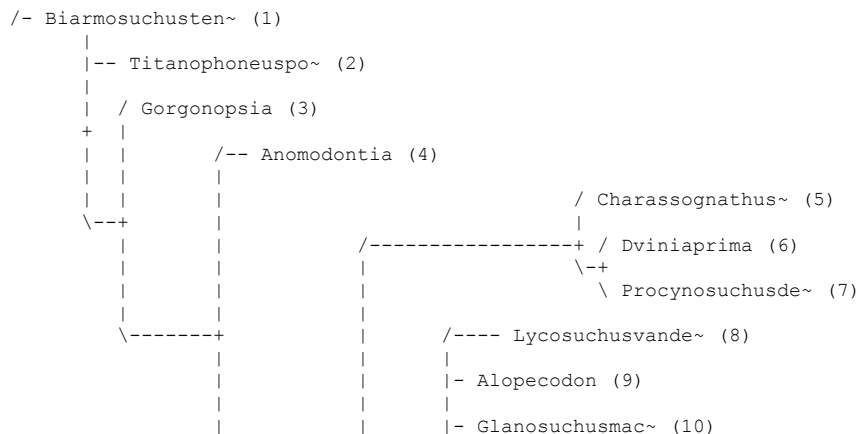 /- Biarmosuchusten~ (1)
|-- Titanophoneuspo~ (2)
/ Gorgonopsia (3)
/-- Anomodontia (4)
/ Charassognathus~ (5)
/ Dviniaprima (6)
\ Procynosuchusde~ (7)
/---- Lycosuchusvande~ (8)
|- Alopecodon (9)
|- Glanosuchusmac~ (10)